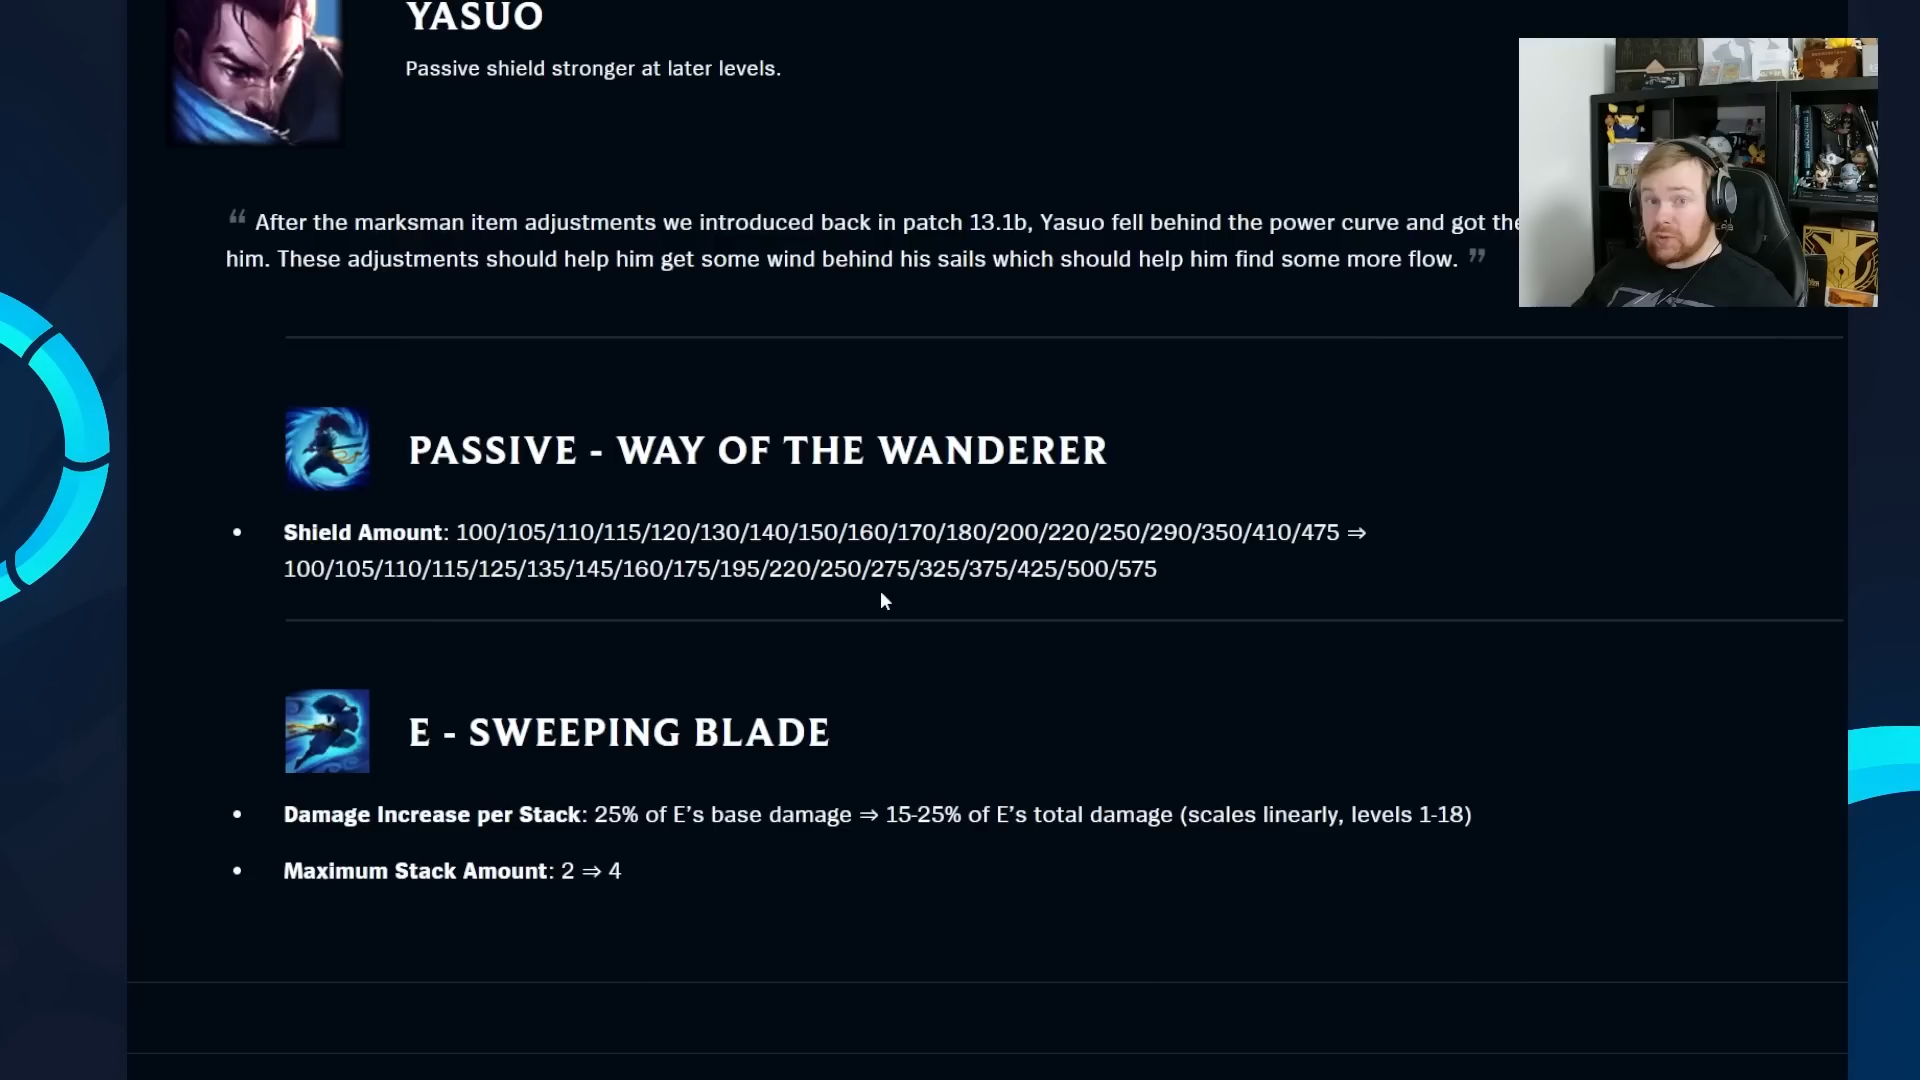 YASUO
Passive shield stronger at later levels.
“ After the marksman item adjustments we introduced back in patch 13.1b, Yasuo fell behind the power curve and got the
him. These adjustments should help him get some wind behind his sails which should help him find some more flow. ”
PASSIVE - WAY OF THE WANDERER
• Shield Amount: 100/105/110/115/120/130/140/150/160/170/180/200/220/250/290/350/410/475 ⇒
100/105/110/115/125/135/145/160/175/195/220/250/275/325/375/425/500/575
E - SWEEPING BLADE
• Damage Increase per Stack: 25% of E’s base damage ⇒ 15-25% of E’s total damage (scales linearly, levels 1-18)
• Maximum Stack Amount: 2 ⇒ 4